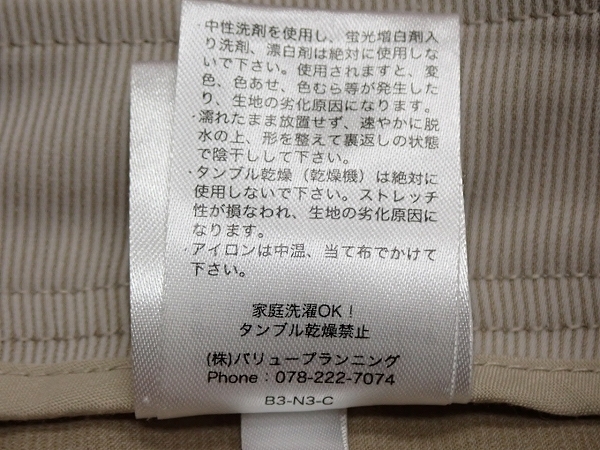 ・中性洗剤を使用し、蛍光増白剤入
り洗剤、漂白剤は絶対に使用しな
いで下さい。使用されますと、変
色、色あせ、色むら等が発生した
り、生地の劣化原因になります。
・濡れたまま放置せず、速やかに脱
水の上、形を整えて裏返しの状態
で陰干しして下さい。
・タンブル乾燥（乾燥機）は絶対に
使用しないで下さい。ストレッチ
性が損なわれ、生地の劣化原因に
なります。
・アイロンは中温、当て布でかけて
下さい。
家庭洗濯OK！
タンブル乾燥禁止
(株)バリュープランニング
Phone：078-222-7074
B3-N3-C